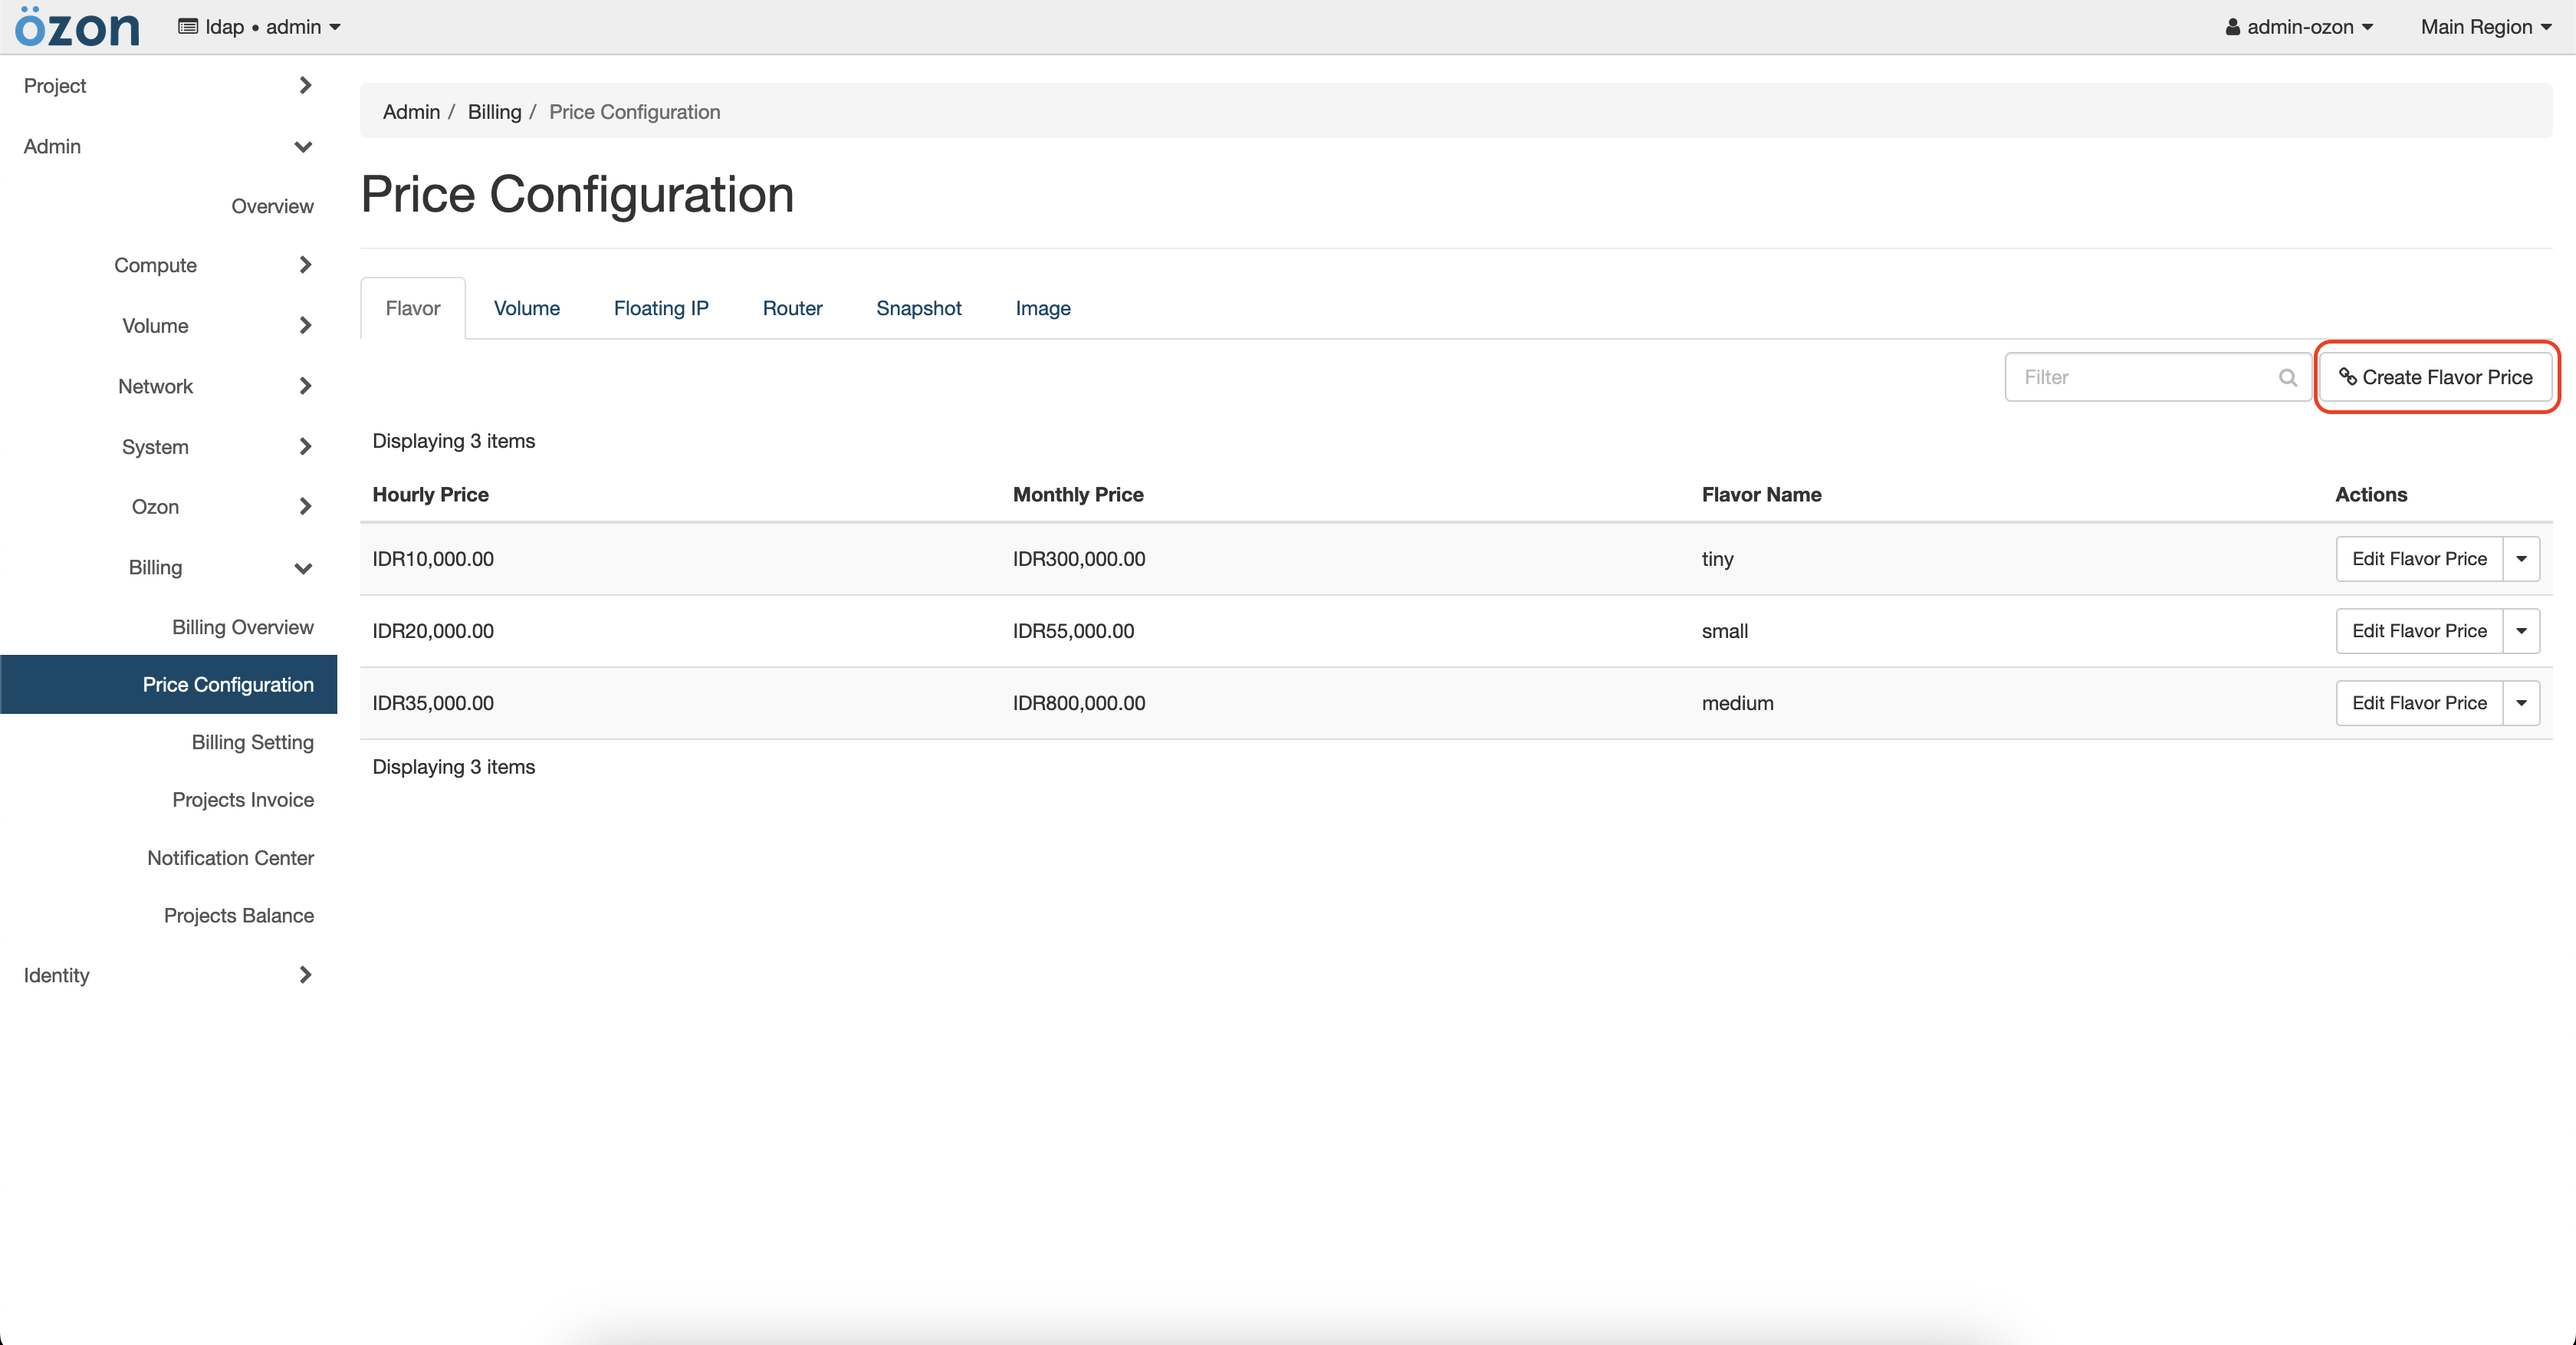 özon
ldap • admin
admin-ozon
Main Region
Project
Admin
Overview
Compute
Volume
Network
System
Ozon
Billing
Billing Overview
Price Configuration
Billing Setting
Projects Invoice
Notification Center
Projects Balance
Identity
Admin / Billing / Price Configuration
Price Configuration
Flavor Volume Floating IP Router Snapshot Image
Filter
Create Flavor Price
Displaying 3 items
Hourly Price Monthly Price Flavor Name Actions
IDR10,000.00 IDR300,000.00 tiny Edit Flavor Price
IDR20,000.00 IDR55,000.00 small Edit Flavor Price
IDR35,000.00 IDR800,000.00 medium Edit Flavor Price
Displaying 3 items